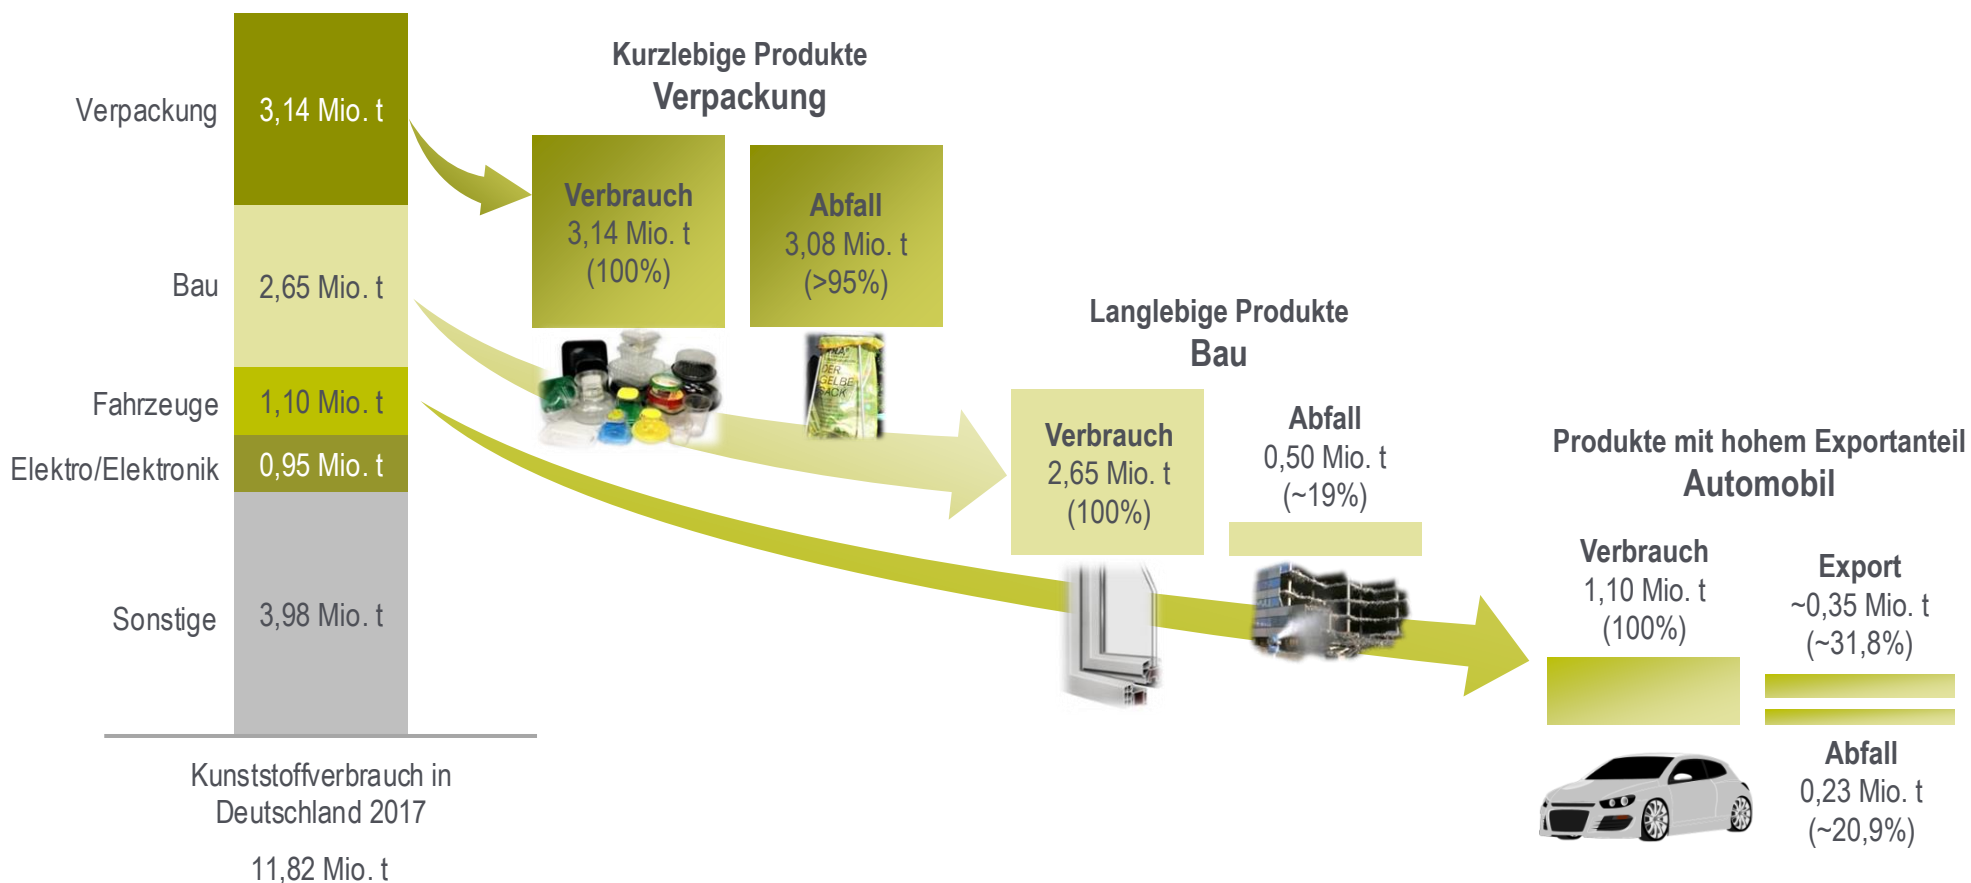 Verpackung
3,14 Mio. t
Bau
2,65 Mio. t
Fahrzeuge
1,10 Mio. t
Elektro/Elektronik
0,95 Mio. t
Sonstige
3,98 Mio. t
Kunststoffverbrauch in
Deutschland 2017
11,82 Mio. t
Kurzlebige Produkte
Verpackung
Verbrauch
3,14 Mio. t
(100%)
Abfall
3,08 Mio. t
(>95%)
DER
GELBE
SACK
Langlebige Produkte
Bau
Verbrauch
2,65 Mio. t
(100%)
Abfall
0,50 Mio. t
(~19%)
Produkte mit hohem Exportanteil
Automobil
Verbrauch
1,10 Mio. t
(100%)
Export
~0,35 Mio. t
(~31,8%)
Abfall
0,23 Mio. t
(~20,9%)